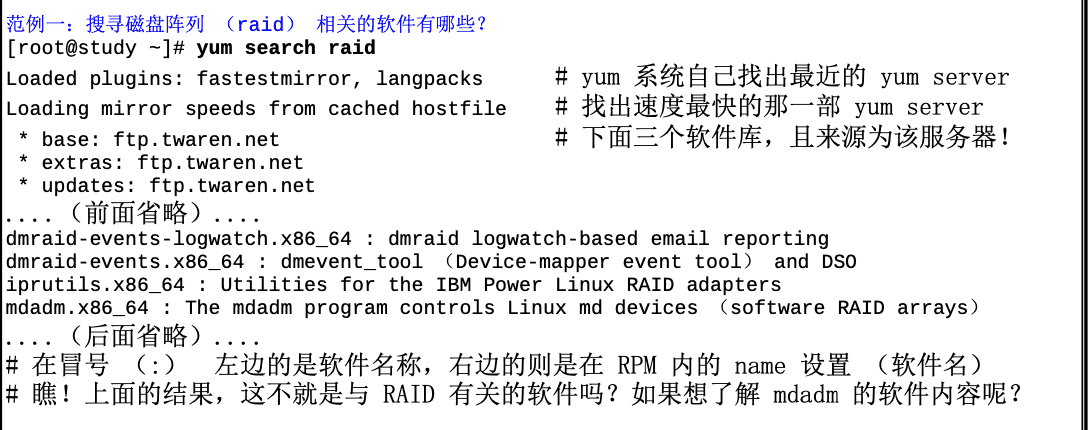 范例一：搜寻磁盘阵列 （raid） 相关的软件有哪些？
[root@study ~]# yum search raid
Loaded plugins: fastestmirror, langpacks # yum 系统自己找出最近的 yum server
Loading mirror speeds from cached hostfile # 找出速度最快的那一部 yum server
* base: ftp.twaren.net # 下面三个软件库，且来源为该服务器！
* extras: ftp.twaren.net
* updates: ftp.twaren.net
....（前面省略）....
dmraid-events-logwatch.x86_64 : dmraid logwatch-based email reporting
dmraid-events.x86_64 : dmevent_tool （Device-mapper event tool） and DSO
iprutils.x86_64 : Utilities for the IBM Power Linux RAID adapters
mdadm.x86_64 : The mdadm program controls Linux md devices （software RAID arrays）
....（后面省略）....
# 在冒号 （:） 左边的是软件名称，右边的则是在 RPM 内的 name 设置 （软件名）
# 瞧！上面的结果，这不就是与 RAID 有关的软件吗？如果想了解 mdadm 的软件内容呢？